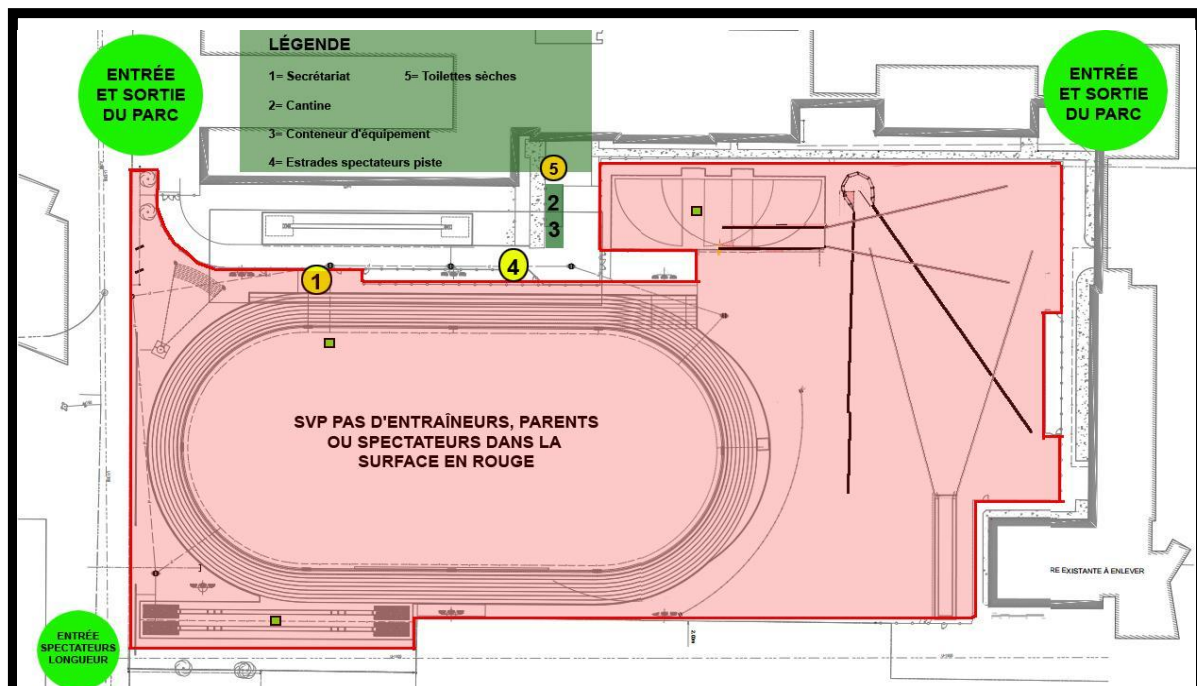 ENTRÉE
ET SORTIE
DU PARC
LÉGENDE
1= Secrétariat 5= Toilettes sèches
2= Cantine
3= Conteneur d'équipement
4= Estrades spectateurs piste
ENTRÉE
ET SORTIE
DU PARC
5
2
3
4
1
SVP PAS D'ENTRAÎNEURS, PARENTS
OU SPECTATEURS DANS LA
SURFACE EN ROUGE
RE EXISTANTE À ENLEVER
ENTRÉE
SPECTATEURS
LONGUEUR
2.0m